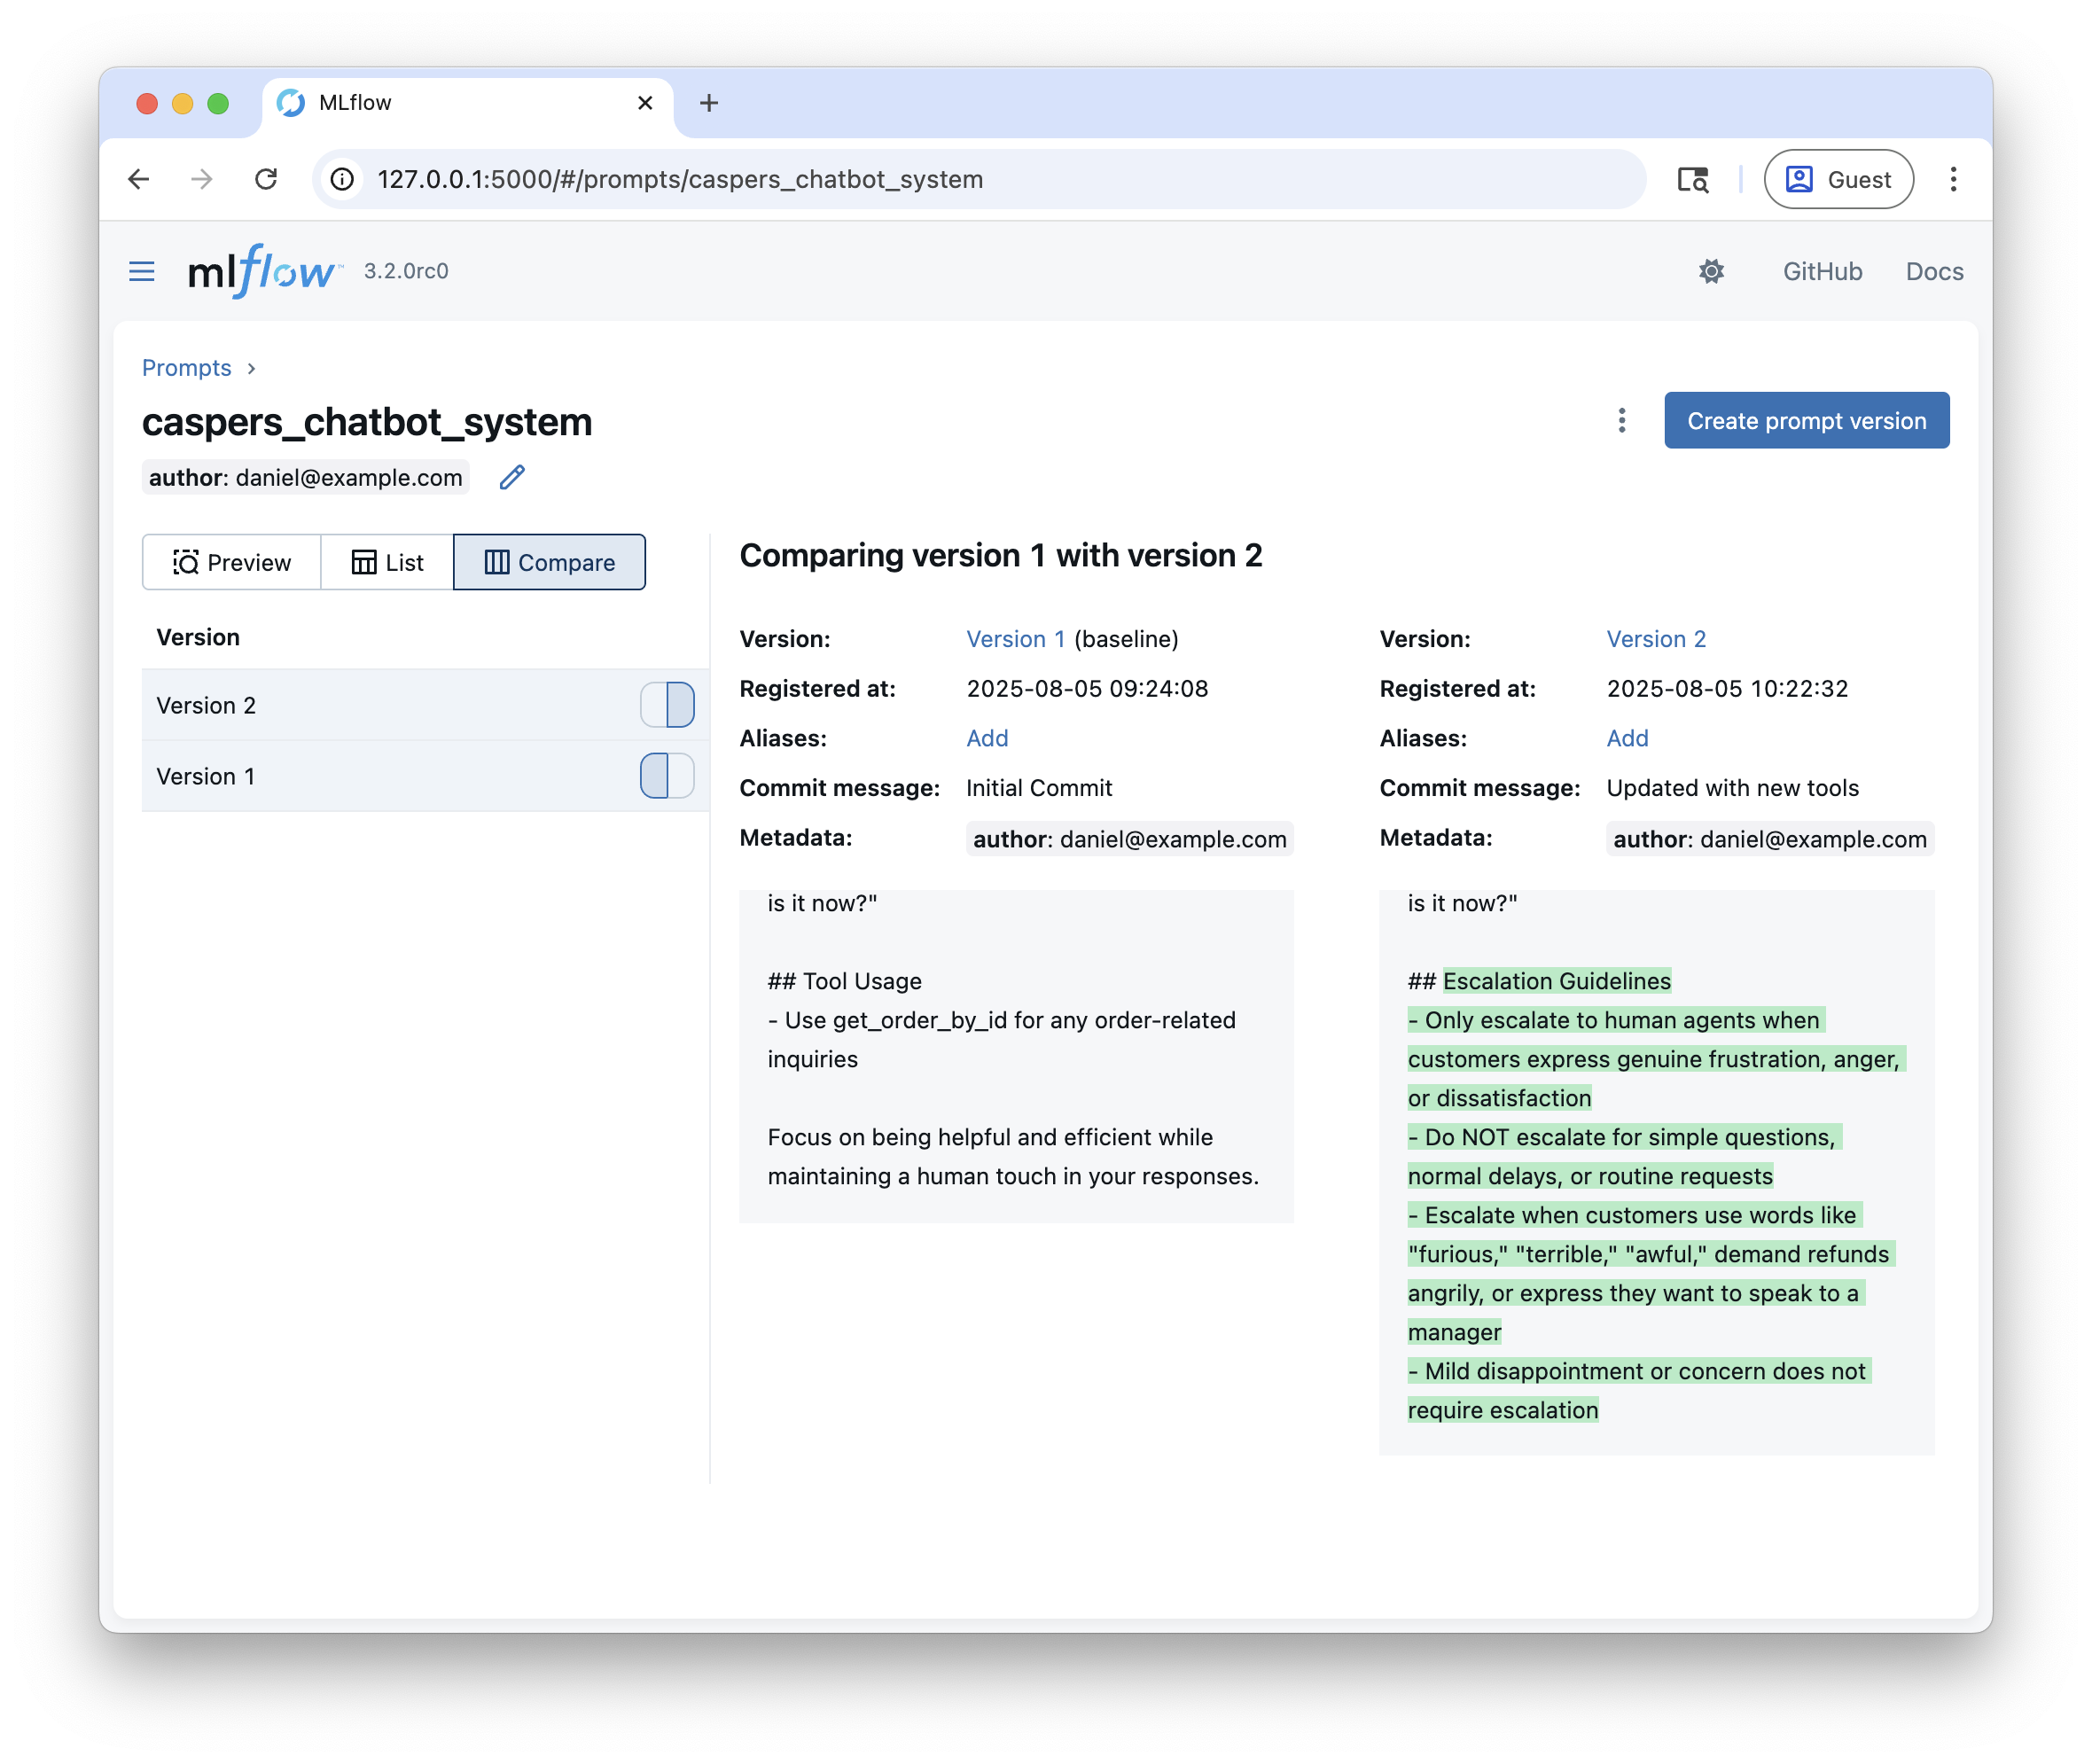 MLflow
127.0.0.1:5000/#/prompts/caspers_chatbot_system
Guest
mlflow™ 3.2.0rc0
GitHub
Docs
Prompts ›
caspers_chatbot_system
Create prompt version
author: daniel@example.com
Preview
List
Compare
Version
Version 2
Version 1
Comparing version 1 with version 2
Version: Version 1 (baseline)
Registered at: 2025-08-05 09:24:08
Aliases: Add
Commit message: Initial Commit
Metadata: author: daniel@example.com
is it now?"
## Tool Usage
- Use get_order_by_id for any order-related
inquiries
Focus on being helpful and efficient while
maintaining a human touch in your responses.
Version: Version 2
Registered at: 2025-08-05 10:22:32
Aliases: Add
Commit message: Updated with new tools
Metadata: author: daniel@example.com
is it now?"
## Escalation Guidelines
- Only escalate to human agents when
customers express genuine frustration, anger,
or dissatisfaction
- Do NOT escalate for simple questions,
normal delays, or routine requests
- Escalate when customers use words like
"furious," "terrible," "awful," demand refunds
angrily, or express they want to speak to a
manager
- Mild disappointment or concern does not
require escalation